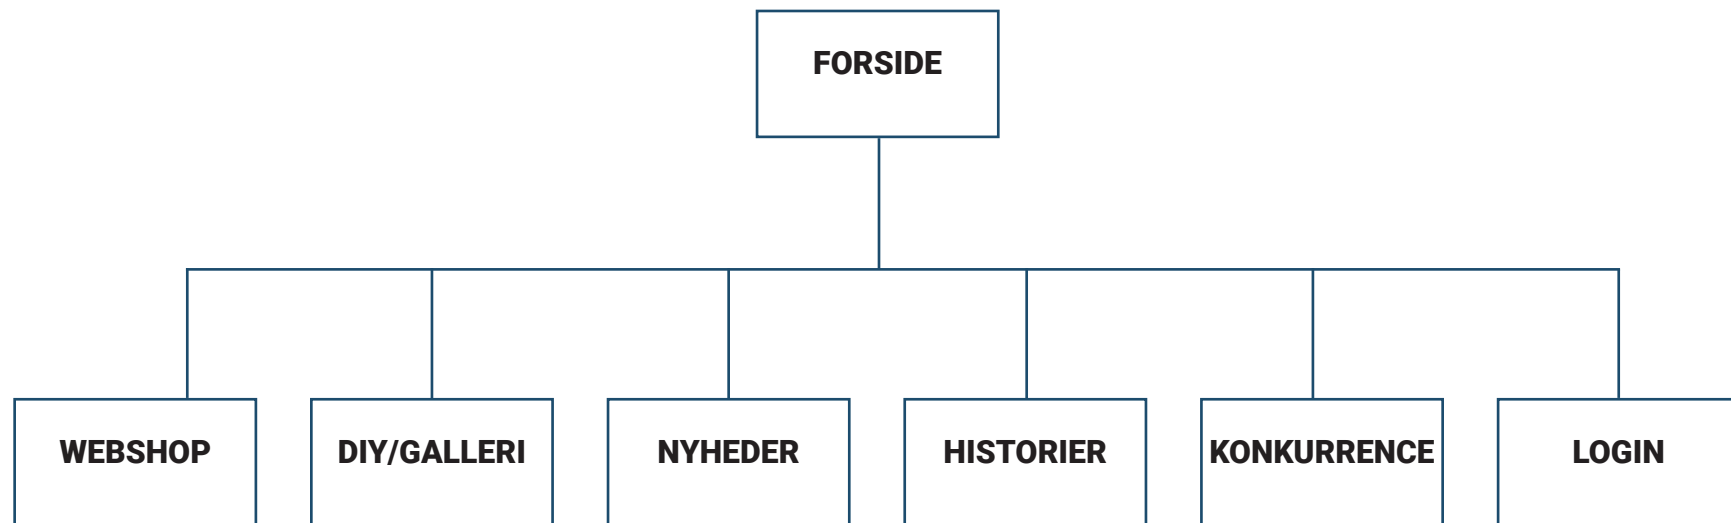 FORSIDE
WEBSHOP
DIY/GALLERI
NYHEDER
HISTORIER
KONKURRENCE
LOGIN